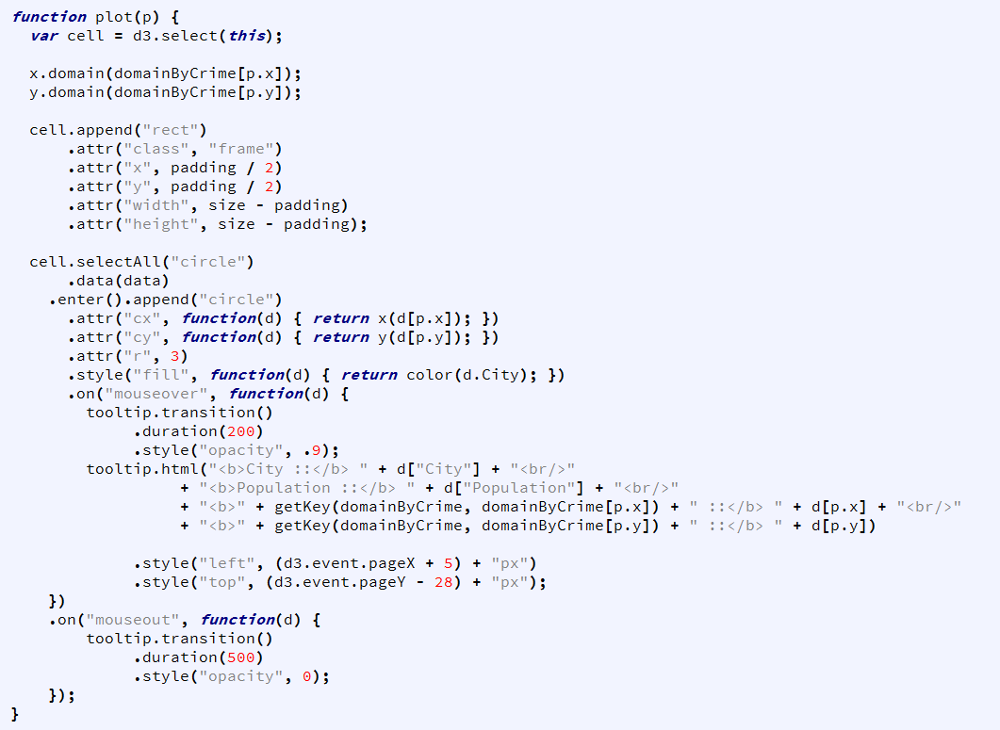 function plot(p) {
  var cell = d3.select(this);

  x.domain(domainByCrime[p.x]);
  y.domain(domainByCrime[p.y]);

  cell.append("rect")
      .attr("class", "frame")
      .attr("x", padding / 2)
      .attr("y", padding / 2)
      .attr("width", size - padding)
      .attr("height", size - padding);

  cell.selectAll("circle")
      .data(data)
    .enter().append("circle")
      .attr("cx", function(d) { return x(d[p.x]); })
      .attr("cy", function(d) { return y(d[p.y]); })
      .attr("r", 3)
      .style("fill", function(d) { return color(d.City); })
      .on("mouseover", function(d) {
        tooltip.transition()
             .duration(200)
             .style("opacity", .9);
        tooltip.html("<b>City ::</b> " + d["City"] + "<br/>"
                  + "<b>Population ::</b> " + d["Population"] + "<br/>"
                  + "<b>" + getKey(domainByCrime, domainByCrime[p.x]) + " ::</b> " + d[p.x] + "<br/>"
                  + "<b>" + getKey(domainByCrime, domainByCrime[p.y]) + " ::</b> " + d[p.y])

             .style("left", (d3.event.pageX + 5) + "px")
             .style("top", (d3.event.pageY - 28) + "px");
    })
    .on("mouseout", function(d) {
        tooltip.transition()
             .duration(500)
             .style("opacity", 0);
    });
}